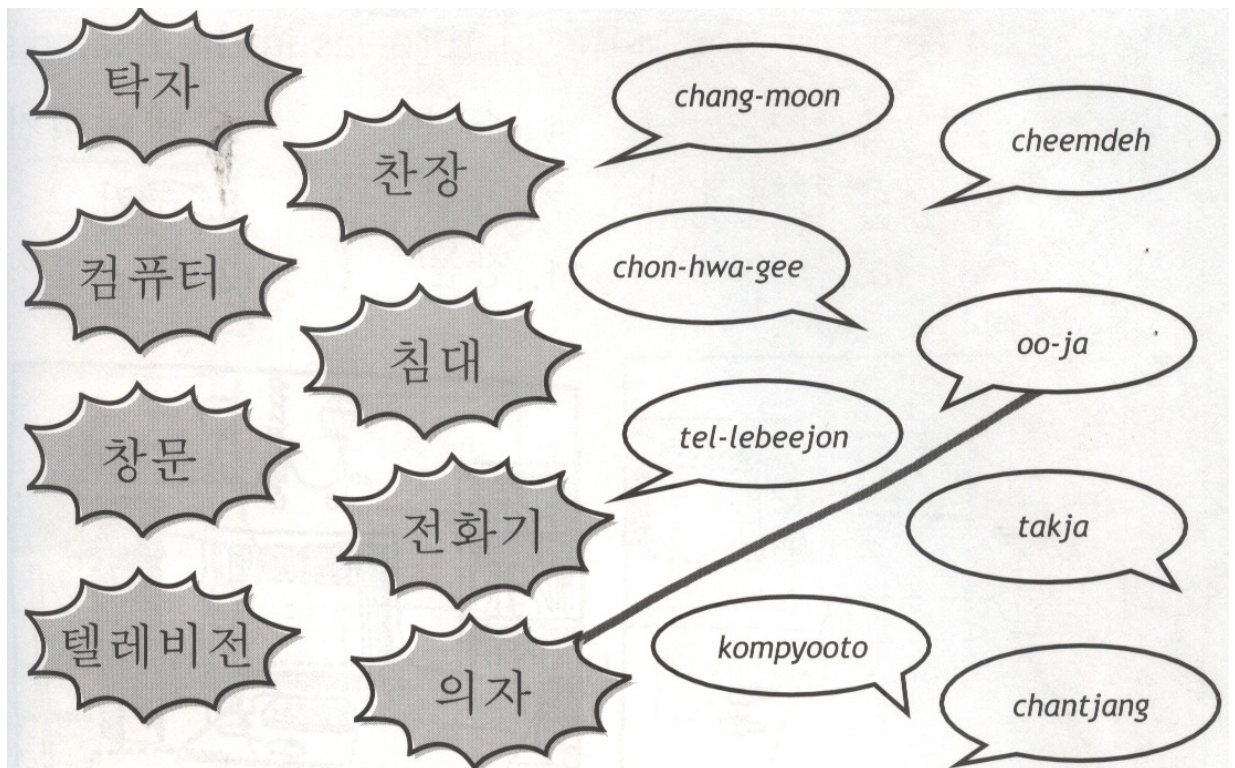 탁자
찬장
컴퓨터
침대
창문
전화기
텔레비전
의자
chang-moon
cheemdeh
chon-hwa-gee
oo-ja
tel-lebeejon
takja
kompyooto
chantjang